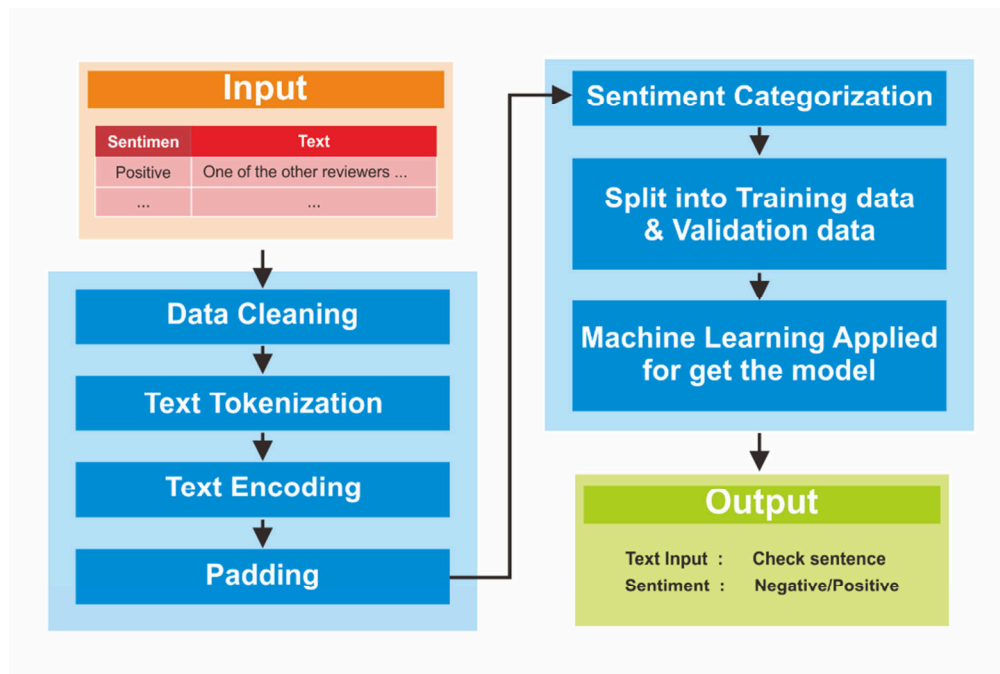 Input
Sentimen Text
Positive One of the other reviewers ...
... ...
Data Cleaning
Text Tokenization
Text Encoding
Padding
Sentiment Categorization
Split into Training data
& Validation data
Machine Learning Applied
for get the model
Output
Text Input : Check sentence
Sentiment : Negative/Positive